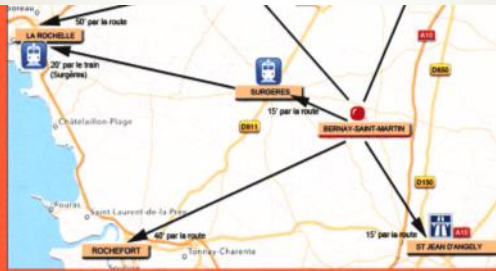 50' par la route
LA ROCHELLE
A10
20' par le train
(Surgères)
D650
SURGERES
15' par la route
Châtelaillon-Plage
D911
BERNAY-SAINT-MARTIN
D150
Fouras
Saint-Laurent-de-la-Prée
40' par la route
15' par la route
A10
ROCHEFORT
Tonnay-Charente
ST JEAN D'ANGELY